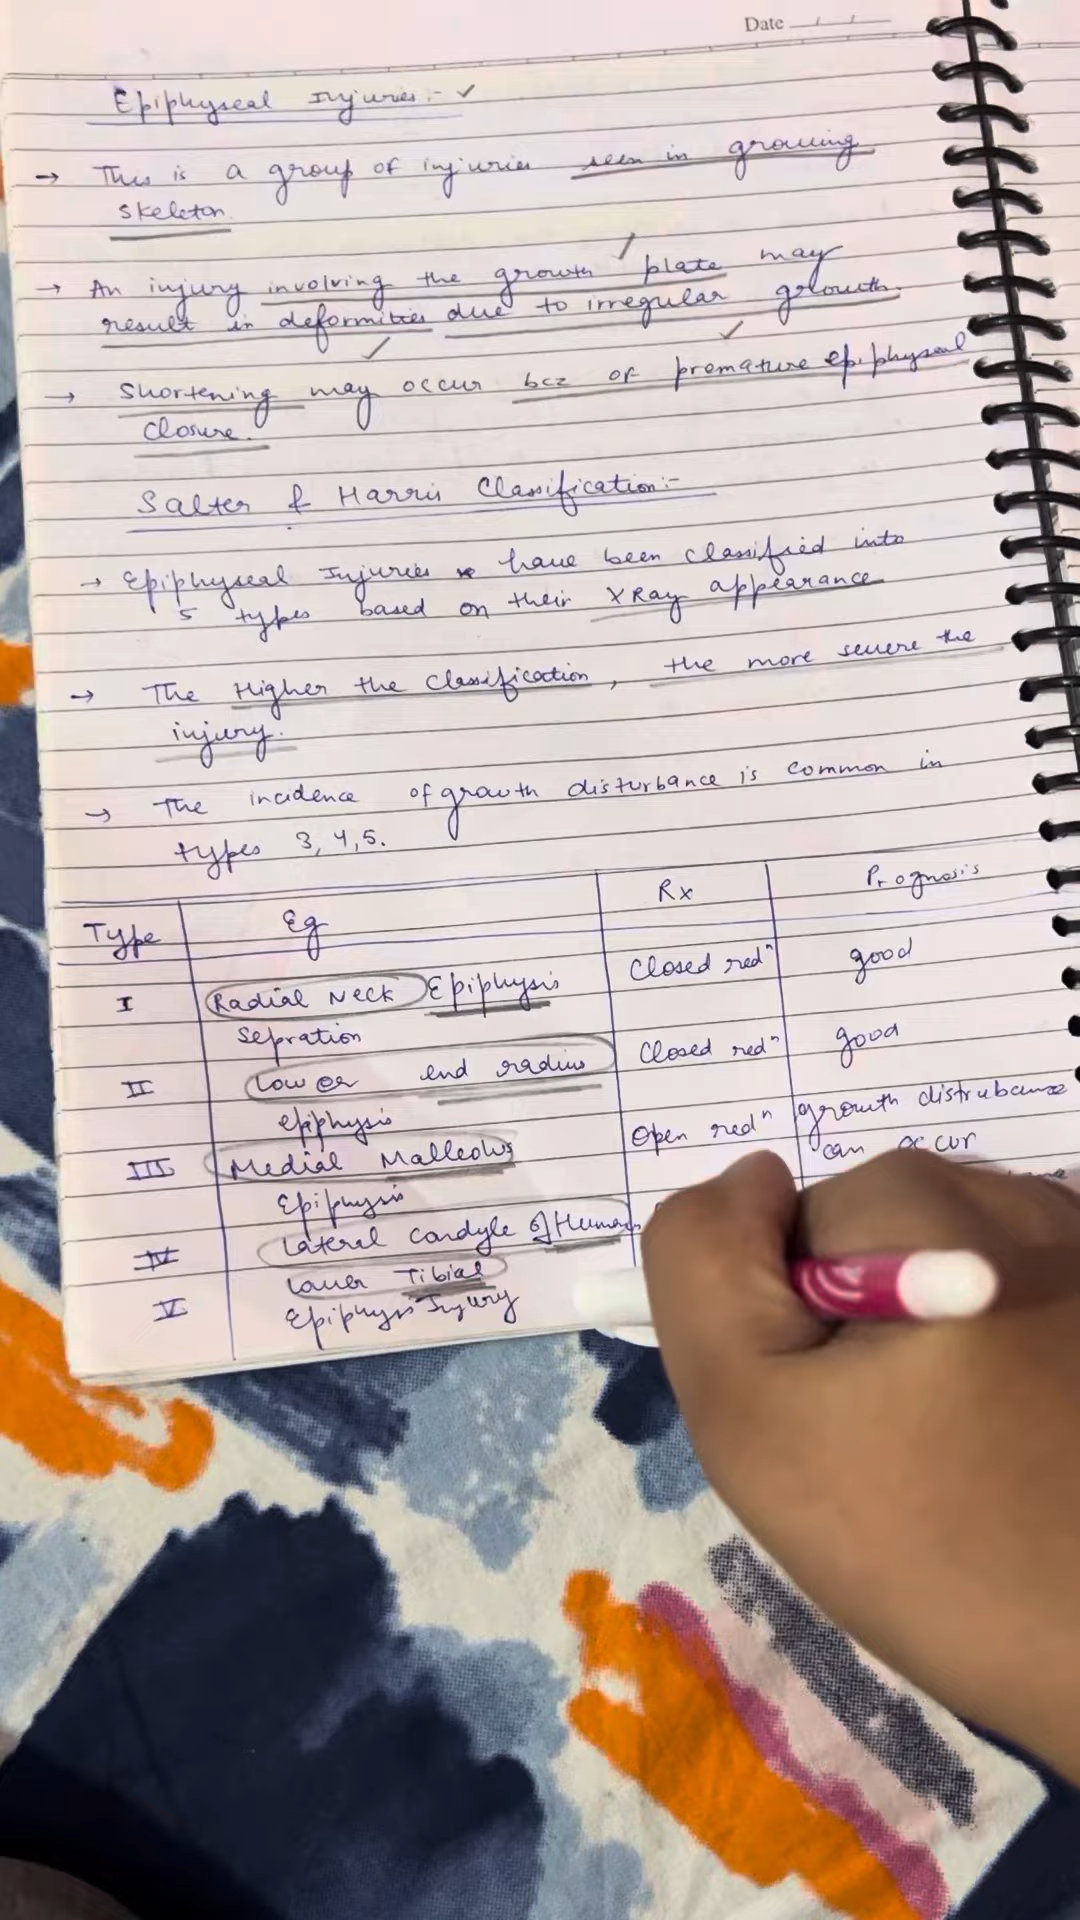 Date
Epiphyseal Injuries:-
→ This is a group of injuries seen in growing
skeleton.
→ An injury involving the growth plate may
result in deformities due to irregular growth.
→ Shortening may occur bcz of premature epiphyseal
closure.
Salter & Harris Classification:-
→ Epiphyseal Injuries have been classified into
5 types based on their XRay appearance
→ The Higher the classification, the more severe the
injury.
→ The incidence of growth disturbance is common in
types 3, 4, 5.
Type Eg Rx Prognosis
I Radial Neck Epiphysis Closed redⁿ good
Sepration
II Lower end radius Closed redⁿ good
epiphysis
III Medial Malleolus Open redⁿ growth distrubance
Epiphysis can occur
IV Lateral Condyle of
Lower Tibial
V Epiphysis Injury